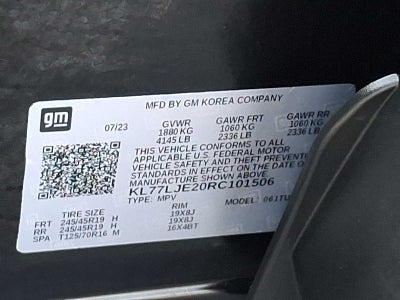 MFD BY GM KOREA COMPANY
gm 07/23 GVWR GAWR FRT GAWR RR
1880 KG 1060 KG 1060 KG
4145 LB 2336 LB 2336 LB
THIS VEHICLE CONFORMS TO ALL
APPLICABLE U.S. FEDERAL MOTOR
VEHICLE SAFETY AND THEFT PREVENTI
STANDARDS IN EFFECT ON THE DATE O
MANUFACTURE SHOWN ABOVE.
KL77LJE20RC101506
TYPE: MPV MODEL: 061TU
TIRE SIZE RIM
FRT 245/45R19 H 19X8J
RR 245/45R19 H 19X8J
SPA T125/70R16 M 16X4BT